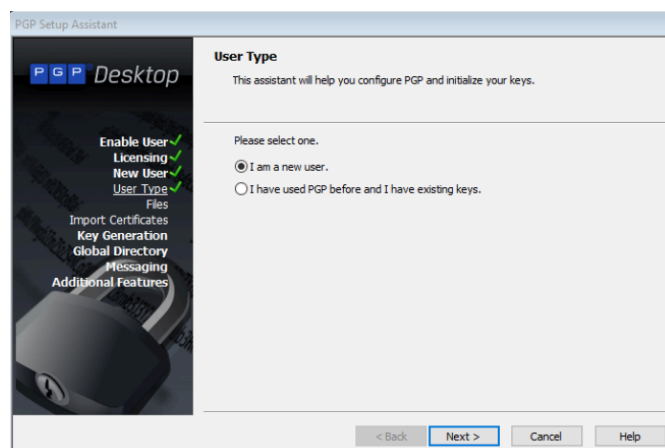 PGP Setup Assistant
PGP Desktop
Enable User
Licensing
New User
User Type
Files
Import Certificates
Key Generation
Global Directory
Messaging
Additional Features
User Type
This assistant will help you configure PGP and initialize your keys.
Please select one.
I am a new user.
I have used PGP before and I have existing keys.
< Back
Next >
Cancel
Help